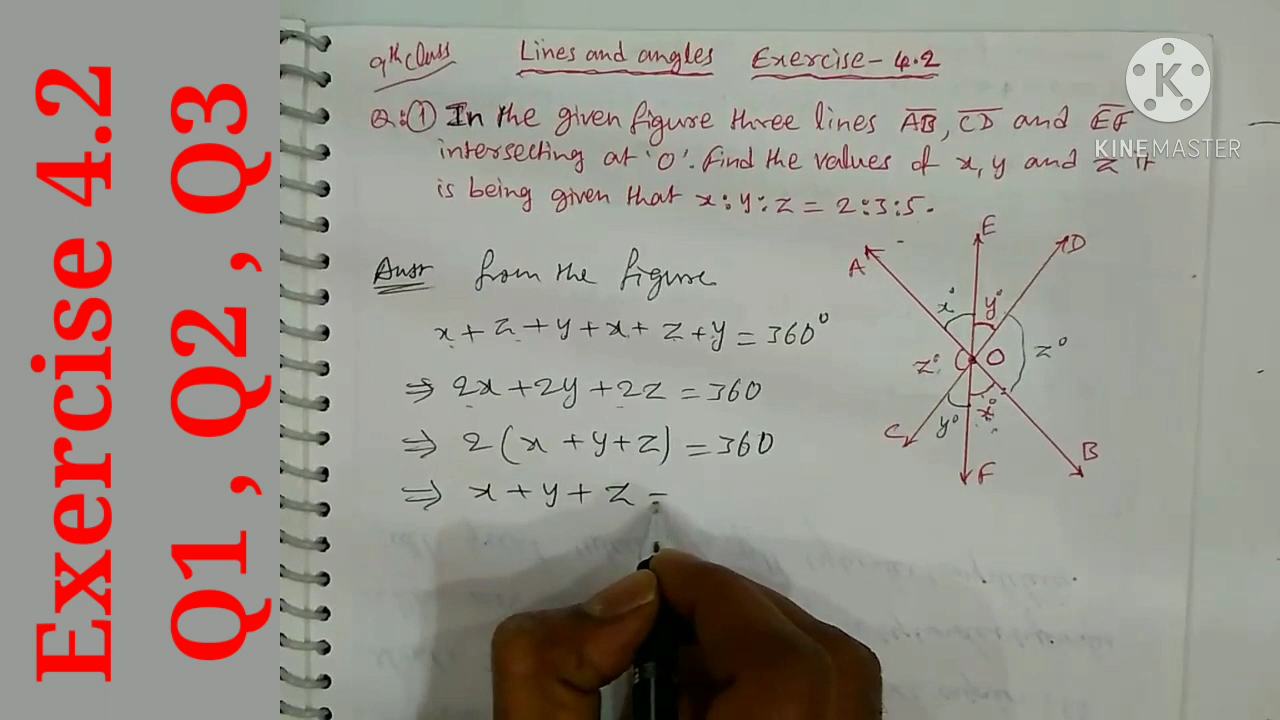 Exercise 4.2
Q1, Q2, Q3
9th class Lines and angles Exercise-4.2
Q:① In the given figure three lines AB, CD and EF
intersecting at 'O'. Find the values of x, y and z it
is being given that x:y:z = 2:3:5.
Ans: from the figure
x+z+y+x+z+y=360°
⇒ 2x+2y+2z=360
⇒ 2(x+y+z)=360
⇒ x+y+z=
A
E
D
x°
y°
z°
O
z°
C
y°
x°
B
F
K
KINEMASTER